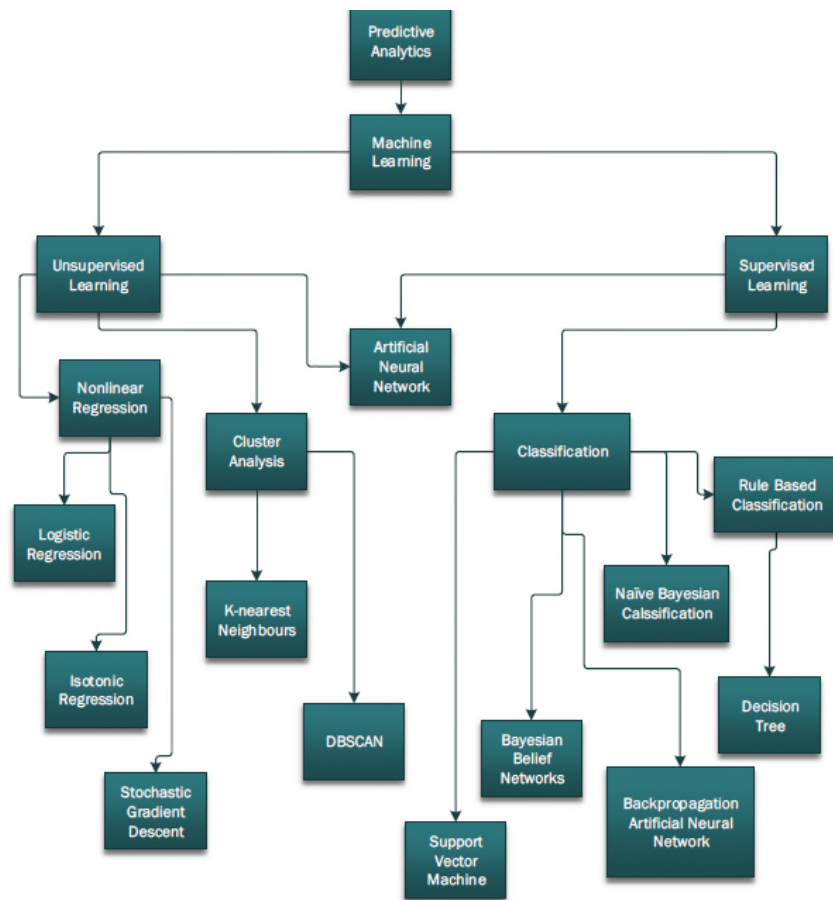 Predictive
Analytics
Machine
Learning
Unsupervised
Learning
Supervised
Learning
Artificial
Neural
Network
Nonlinear
Regression
Cluster
Analysis
Classification
Rule Based
Classification
Logistic
Regression
K-nearest
Neighbours
Naïve Bayesian
Calssification
Isotonic
Regression
DBSCAN
Bayesian
Belief
Networks
Decision
Tree
Stochastic
Gradient
Descent
Backpropagation
Artificial Neural
Network
Support
Vector
Machine